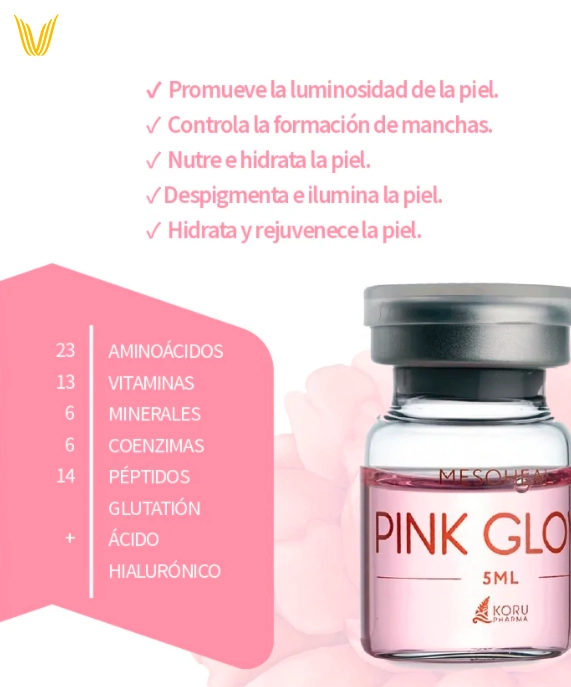 ✓ Promueve la luminosidad de la piel.
✓ Controla la formación de manchas.
✓ Nutre e hidrata la piel.
✓ Despigmenta e ilumina la piel.
✓ Hidrata y rejuvenece la piel.
23 AMINOÁCIDOS
13 VITAMINAS
6 MINERALES
6 COENZIMAS
14 PÉPTIDOS
GLUTATIÓN
+ ÁCIDO
HIALURÓNICO
PINK GLO
5ML
KORU
PHARMA